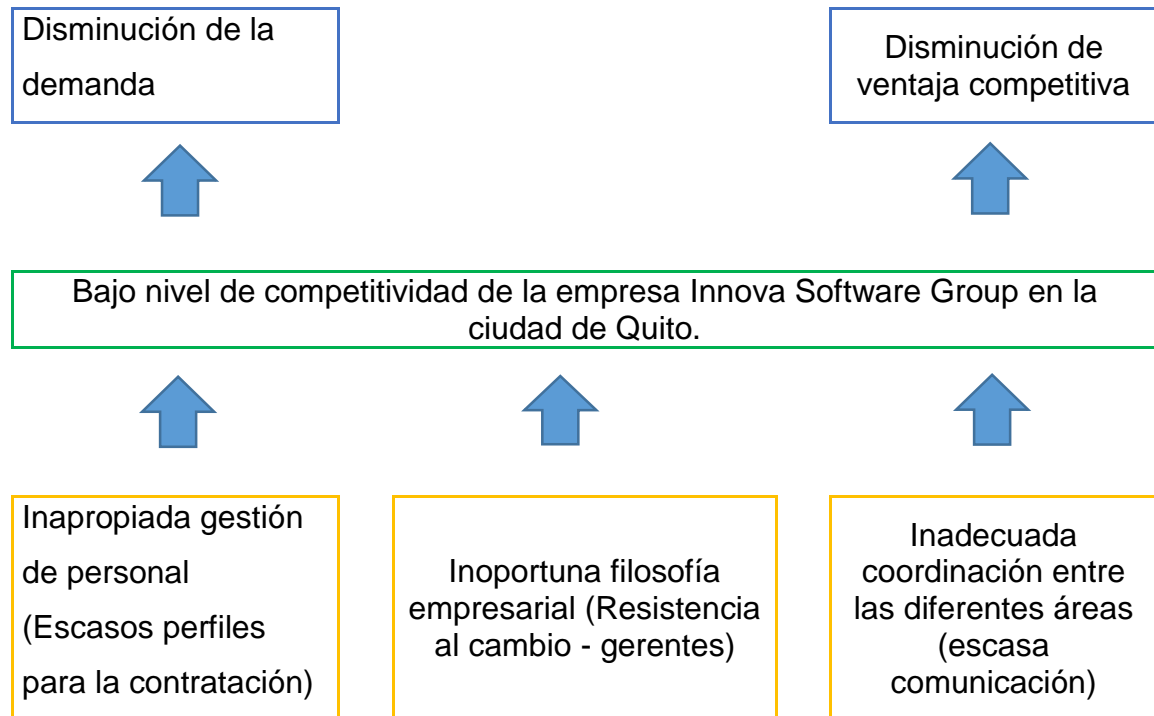 Disminución de la
demanda
Disminución de
ventaja competitiva
Bajo nivel de competitividad de la empresa Innova Software Group en la
ciudad de Quito.
Inapropiada gestión
de personal
(Escasos perfiles
para la contratación)
Inoportuna filosofía
empresarial (Resistencia
al cambio - gerentes)
Inadecuada
coordinación entre
las diferentes áreas
(escasa
comunicación)